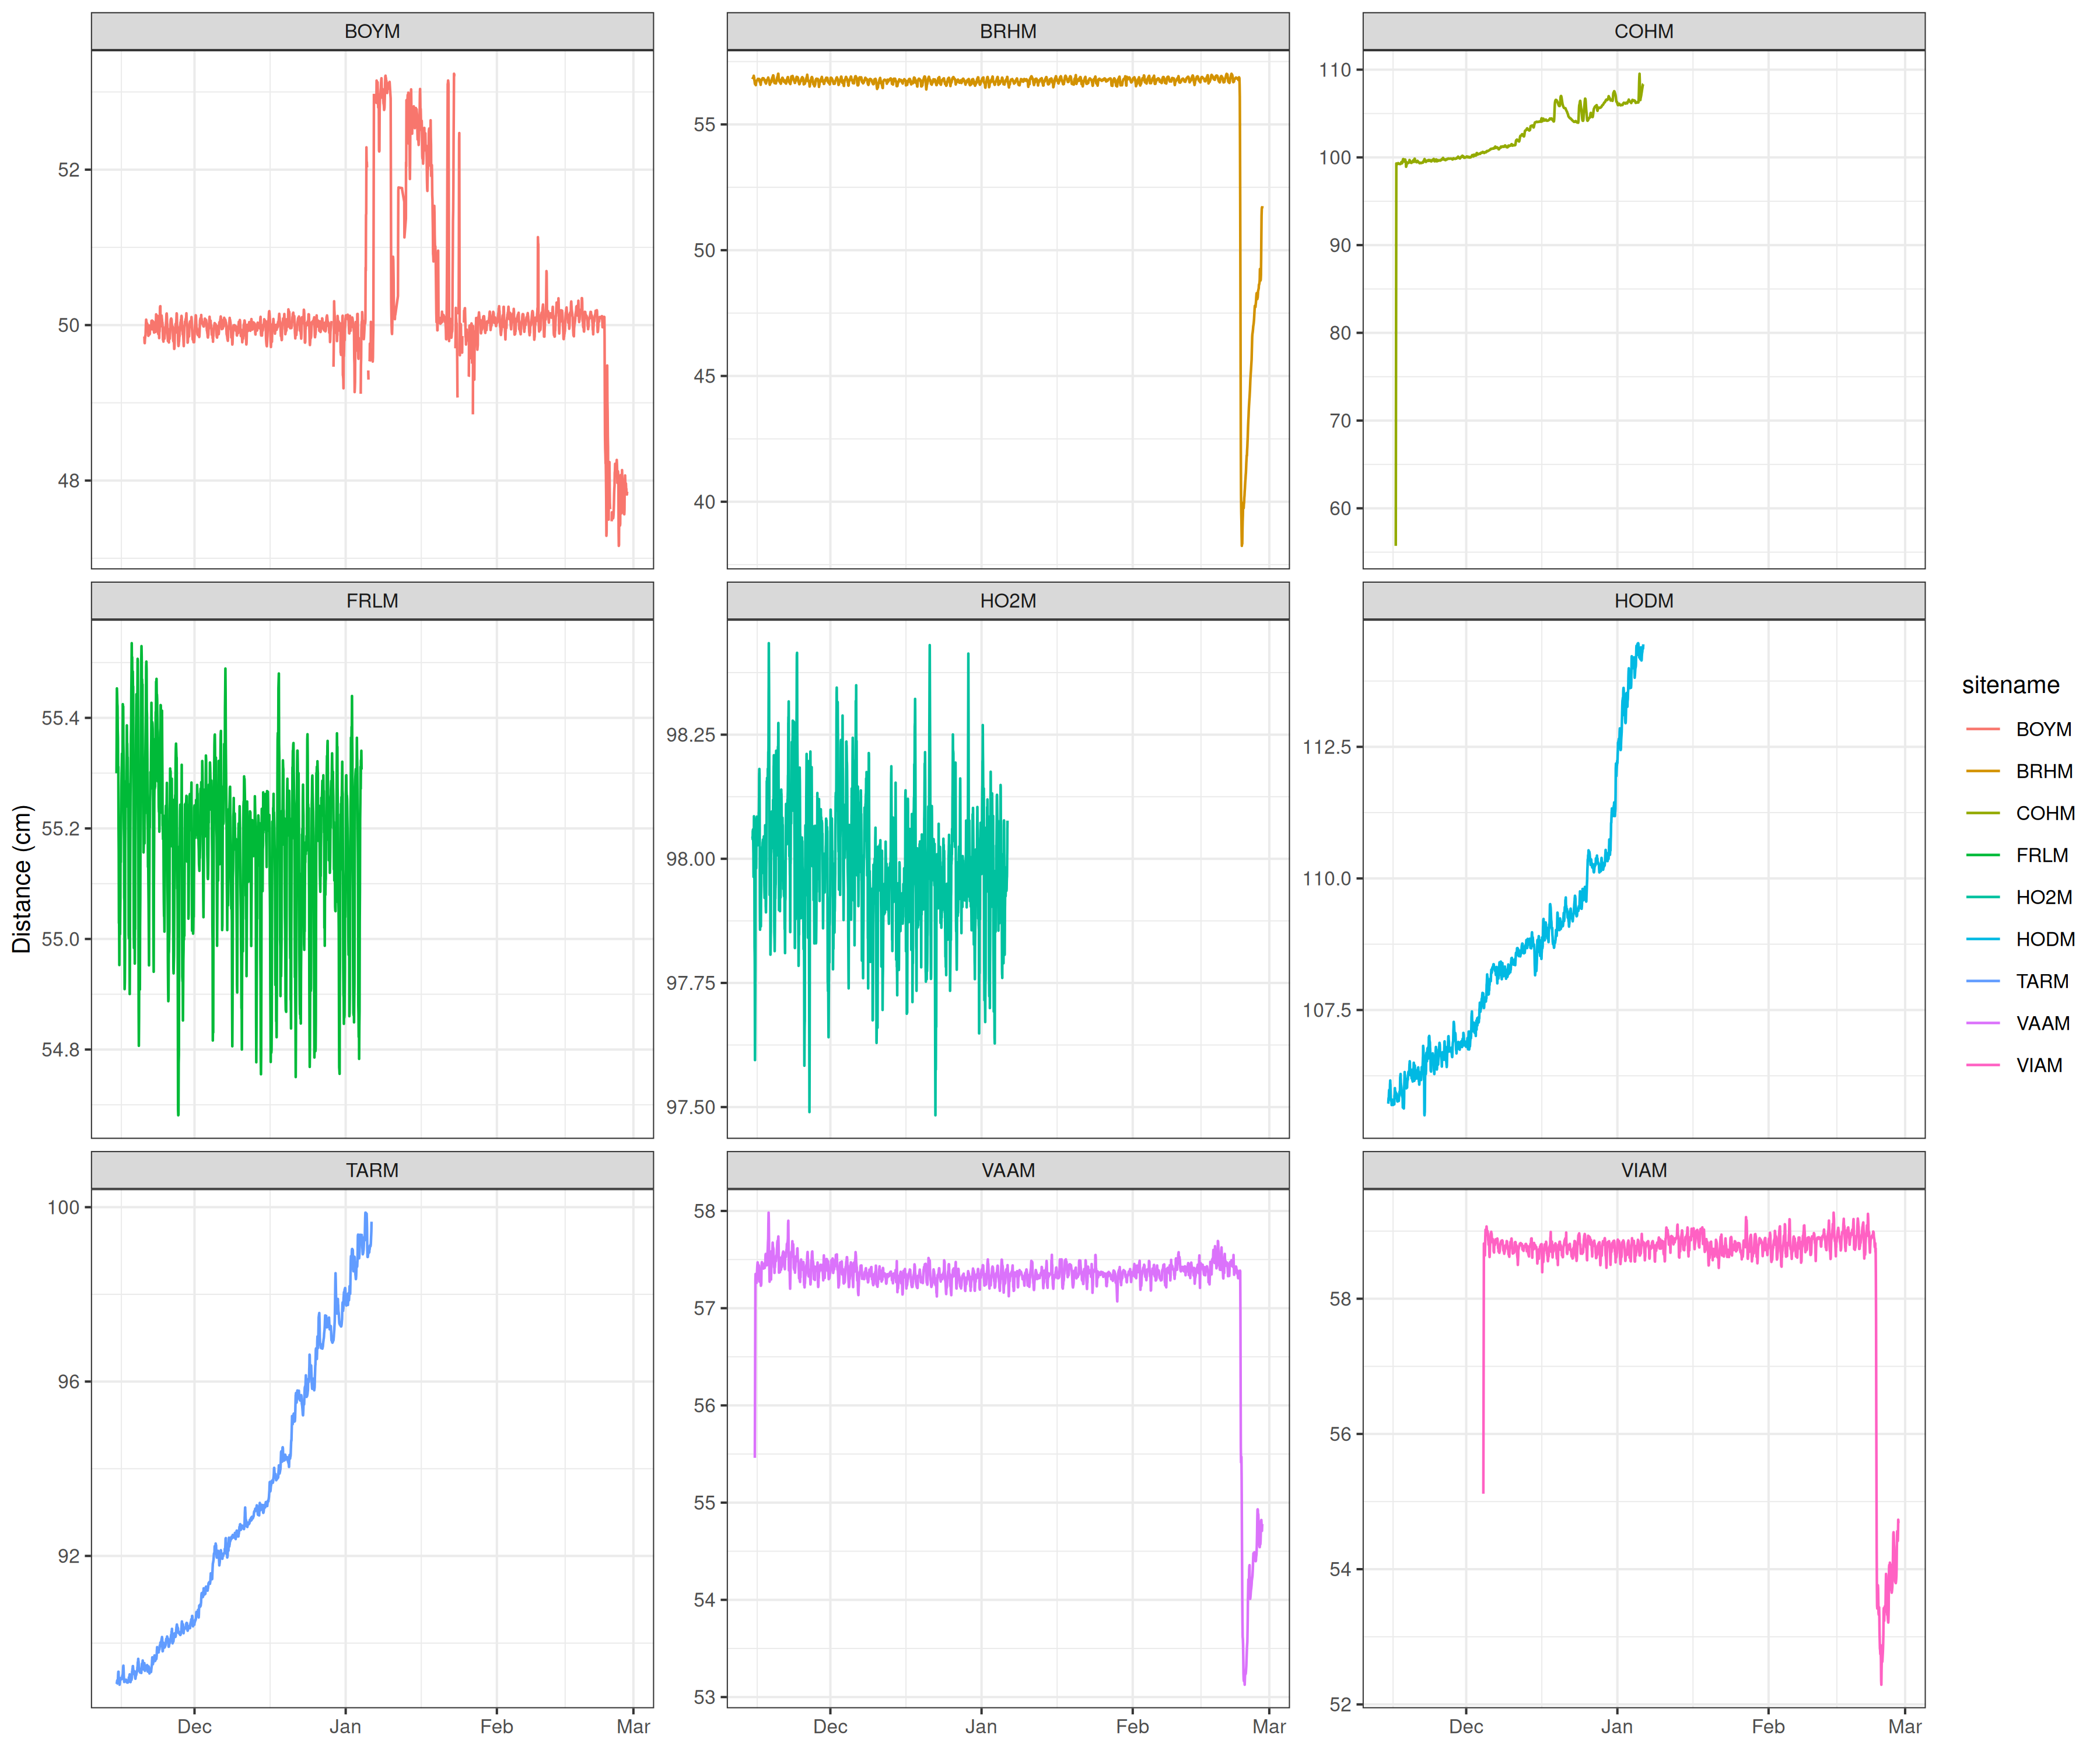 BOYM
BRHM
COHM
52
50
48
55
50
45
40
110
100
90
80
70
60
FRLM
HO2M
HODM
55.4
55.2
55.0
54.8
98.25
98.00
97.75
97.50
112.5
110.0
107.5
TARM
VAAM
VIAM
100
96
92
58
57
56
55
54
53
58
56
54
52
Dec
Jan
Feb
Mar
Dec
Jan
Feb
Mar
Dec
Jan
Feb
Mar
Distance (cm)
sitename
BOYM
BRHM
COHM
FRLM
HO2M
HODM
TARM
VAAM
VIAM